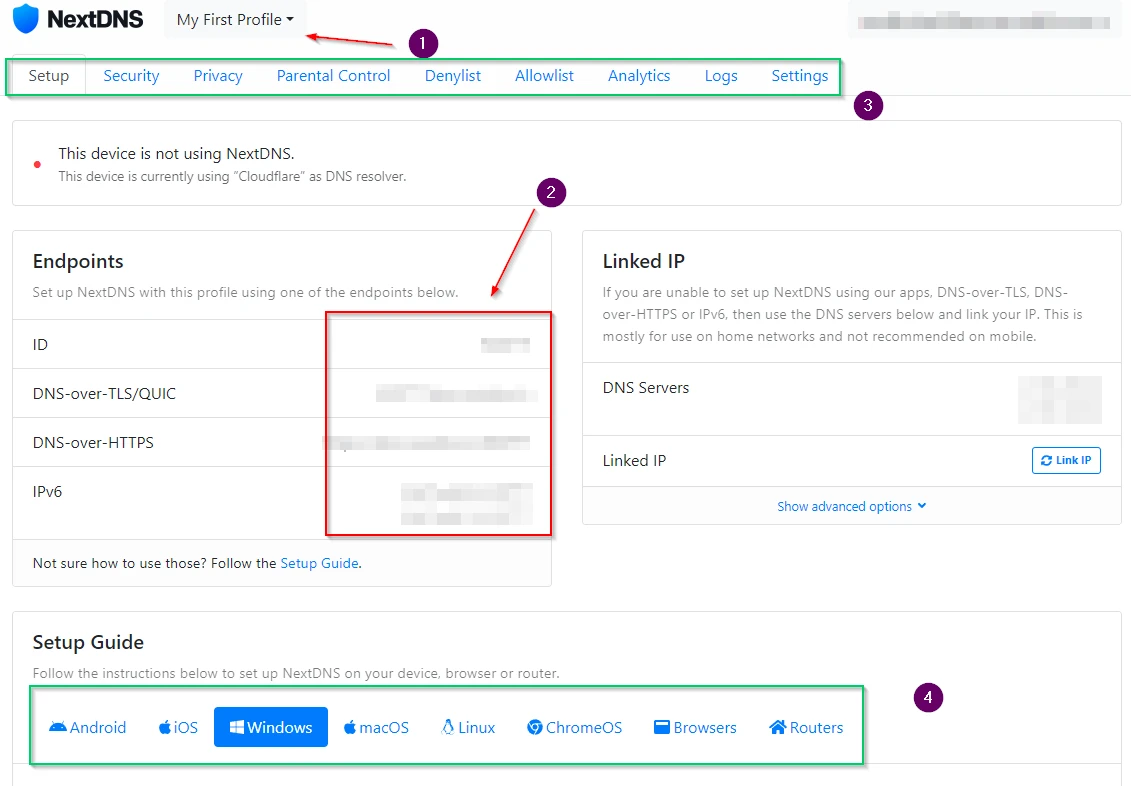 NextDNS
My First Profile
1
Setup Security Privacy Parental Control Denylist Allowlist Analytics Logs Settings
3
This device is not using NextDNS.
This device is currently using "Cloudflare" as DNS resolver.
2
Endpoints
Set up NextDNS with this profile using one of the endpoints below.
ID
DNS-over-TLS/QUIC
DNS-over-HTTPS
IPv6
Not sure how to use those? Follow the Setup Guide.
Linked IP
If you are unable to set up NextDNS using our apps, DNS-over-TLS, DNS-
over-HTTPS or IPv6, then use the DNS servers below and link your IP. This is
mostly for use on home networks and not recommended on mobile.
DNS Servers
Linked IP
Link IP
Show advanced options
Setup Guide
Follow the instructions below to set up NextDNS on your device, browser or router.
4
Android iOS Windows macOS Linux ChromeOS Browsers Routers